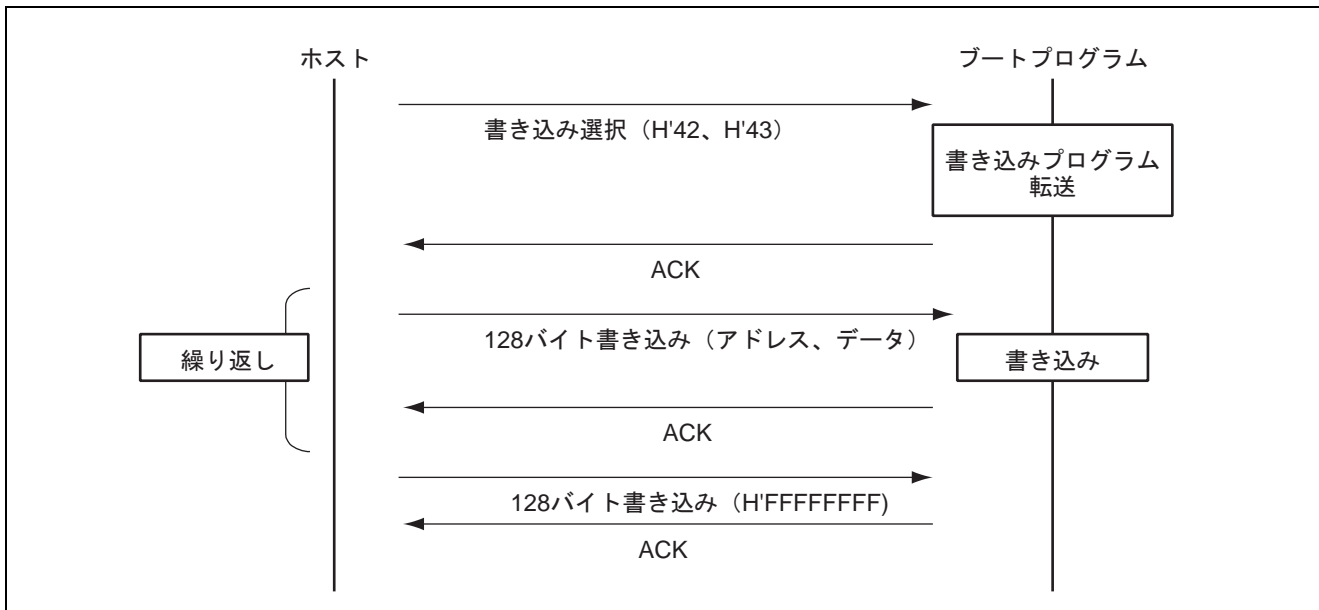 ホスト
ブートプログラム
書き込み選択（H'42、H'43）
書き込みプログラム
転送
ACK
128バイト書き込み（アドレス、データ）
繰り返し
書き込み
ACK
128バイト書き込み（H'FFFFFFFF)
ACK